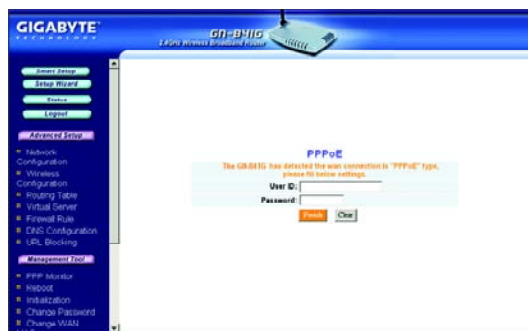 GIGABYTE
TECHNOLOGY
GN-B41G
2.4GHz Wireless Broadband Router
Smart Setup
Setup Wizard
Status
Logout
Advanced Setup
Network
Configuration
Wireless
Configuration
Routing Table
Virtual Server
Firewall Rule
DNS Configuration
URL Blocking
Management Tool
PPP Monitor
Reboot
Initialization
Change Password
Change WAN
PPPoE
The GN-B41G has detected the wan connection is "PPPoE" type,
please fill below settings.
User ID:
Password:
Finish Clear